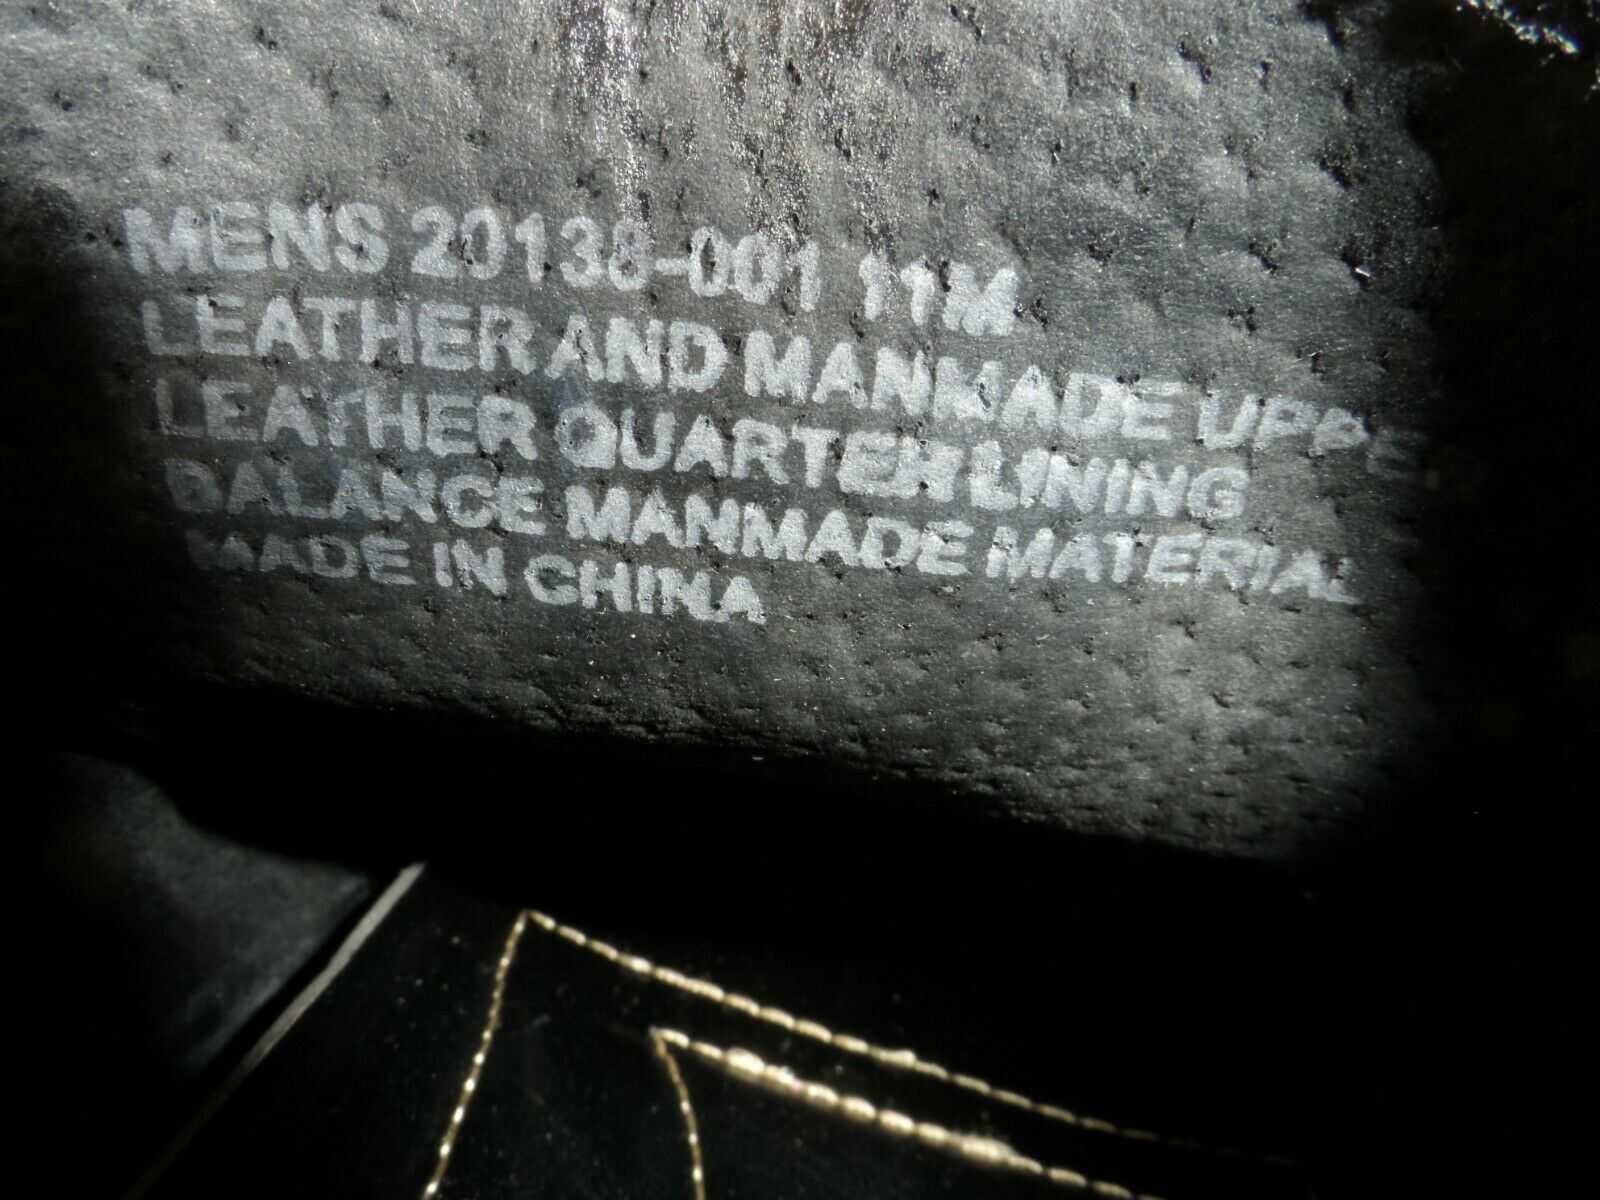 MENS 20138-001 11M
LEATHER AND MANMADE UPPE
LEATHER QUARTER LINING
BALANCE MANMADE MATERIAL
MADE IN CHINA